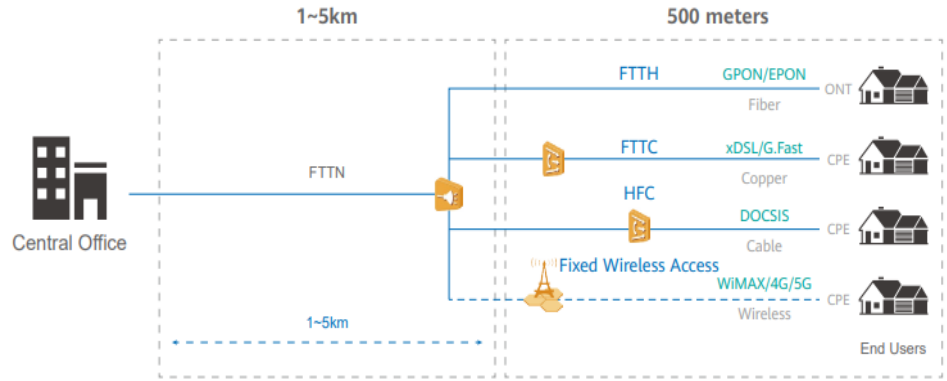 1~5km
500 meters
FTTH
GPON/EPON
Fiber
ONT
FTTC
xDSL/G.Fast
Copper
CPE
FTTN
HFC
DOCSIS
Cable
CPE
Central Office
Fixed Wireless Access
WiMAX/4G/5G
Wireless
CPE
1~5km
End Users